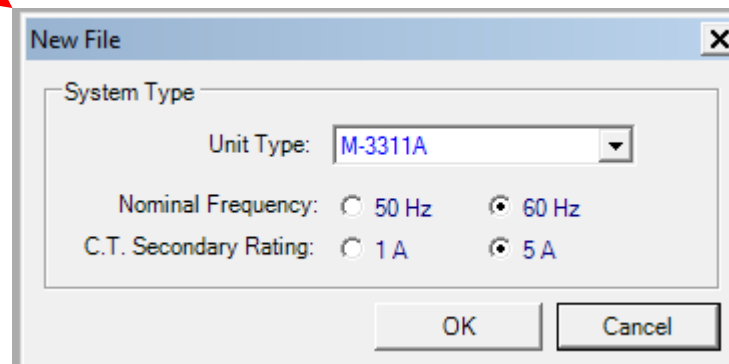 New File
System Type
Unit Type: M-3311A
Nominal Frequency: 50 Hz 60 Hz
C.T. Secondary Rating: 1 A 5 A
OK Cancel